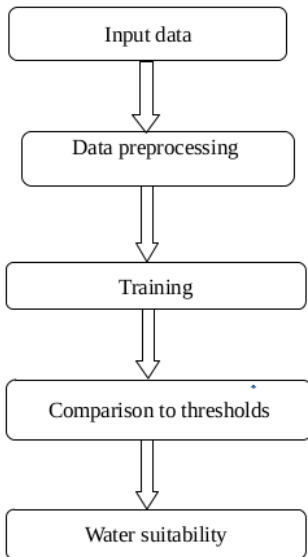 Input data
Data preprocessing
Training
Comparison to thresholds
Water suitability